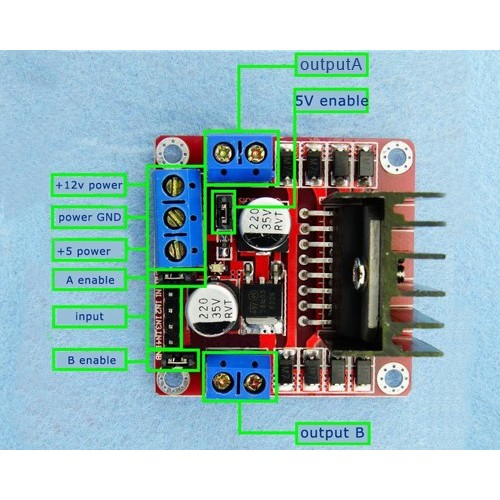 outputA
5V enable
+12v power
power GND
+5 power
A enable
input
B enable
output B
220
35V
RVT
220
35V
RVT